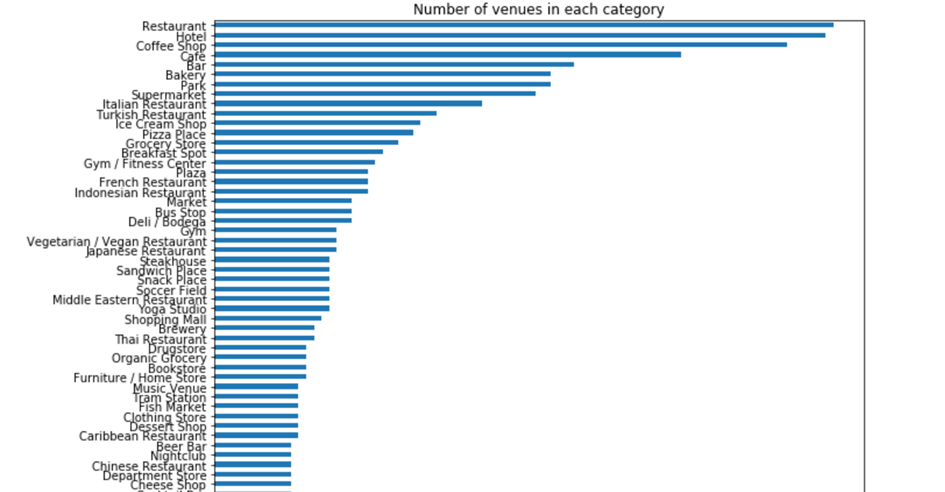 Number of venues in each category
Restaurant
Hotel
Coffee Shop
Café
Bar
Bakery
Park
Supermarket
Italian Restaurant
Turkish Restaurant
Ice Cream Shop
Pizza Place
Grocery Store
Breakfast Spot
Gym / Fitness Center
Plaza
French Restaurant
Indonesian Restaurant
Market
Bus Stop
Deli / Bodega
Gym
Vegetarian / Vegan Restaurant
Japanese Restaurant
Steakhouse
Sandwich Place
Snack Place
Soccer Field
Middle Eastern Restaurant
Yoga Studio
Shopping Mall
Brewery
Thai Restaurant
Drugstore
Organic Grocery
Bookstore
Furniture / Home Store
Music Venue
Tram Station
Fish Market
Clothing Store
Dessert Shop
Caribbean Restaurant
Beer Bar
Nightclub
Chinese Restaurant
Department Store
Cheese Shop